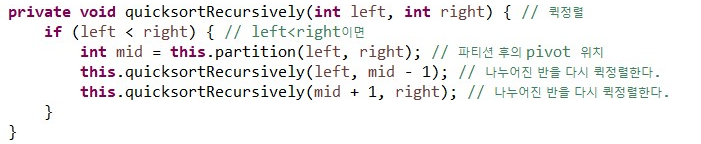 private void quicksortRecursively(int left, int right) { // 퀵정렬
if (left < right) { // left<right이면
int mid = this.partition(left, right); // 파티션 후의 pivot 위치
this.quicksortRecursively(left, mid - 1); // 나누어진 반을 다시 퀵정렬한다.
this.quicksortRecursively(mid + 1, right); // 나누어진 반을 다시 퀵정렬한다.
}
}